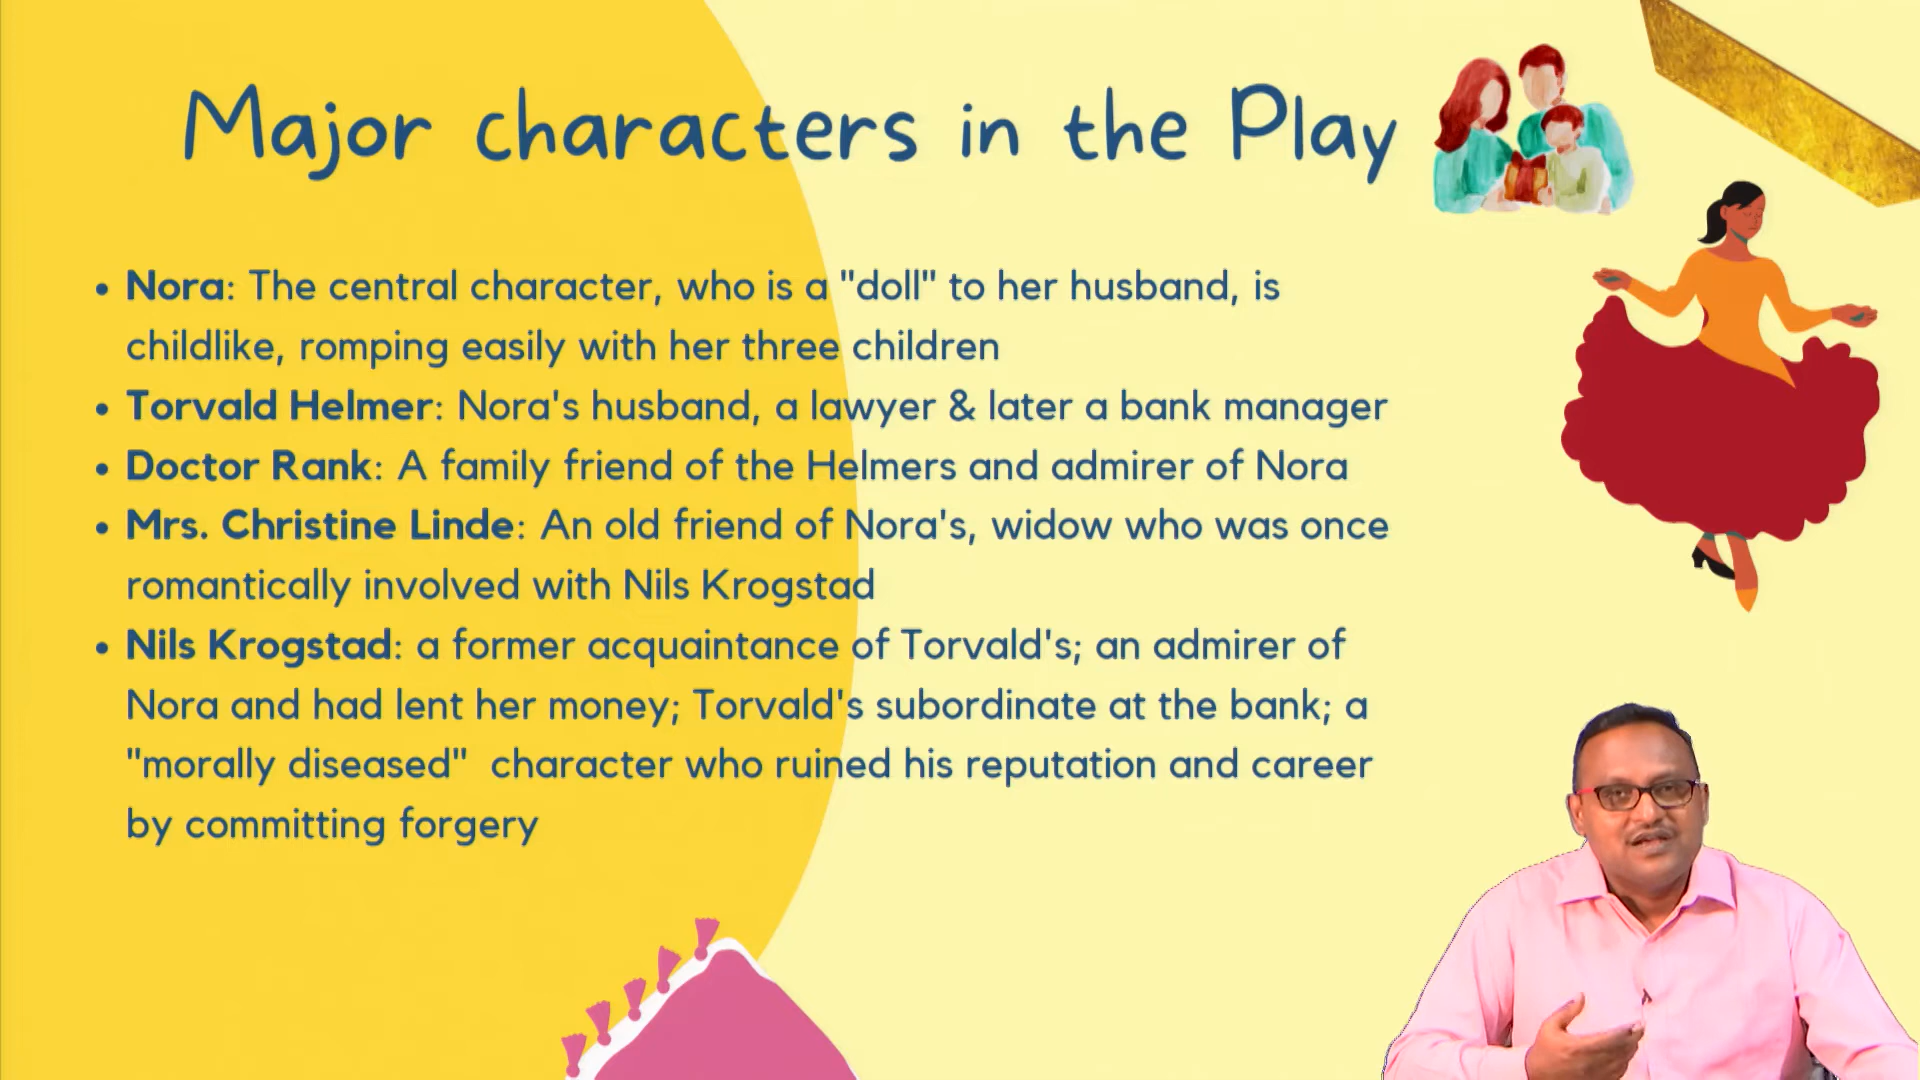 Major characters in the Play
• Nora: The central character, who is a "doll" to her husband, is
childlike, romping easily with her three children
• Torvald Helmer: Nora's husband, a lawyer & later a bank manager
• Doctor Rank: A family friend of the Helmers and admirer of Nora
• Mrs. Christine Linde: An old friend of Nora's, widow who was once
romantically involved with Nils Krogstad
• Nils Krogstad: a former acquaintance of Torvald's; an admirer of
Nora and had lent her money; Torvald's subordinate at the bank; a
"morally diseased"  character who ruined his reputation and career
by committing forgery